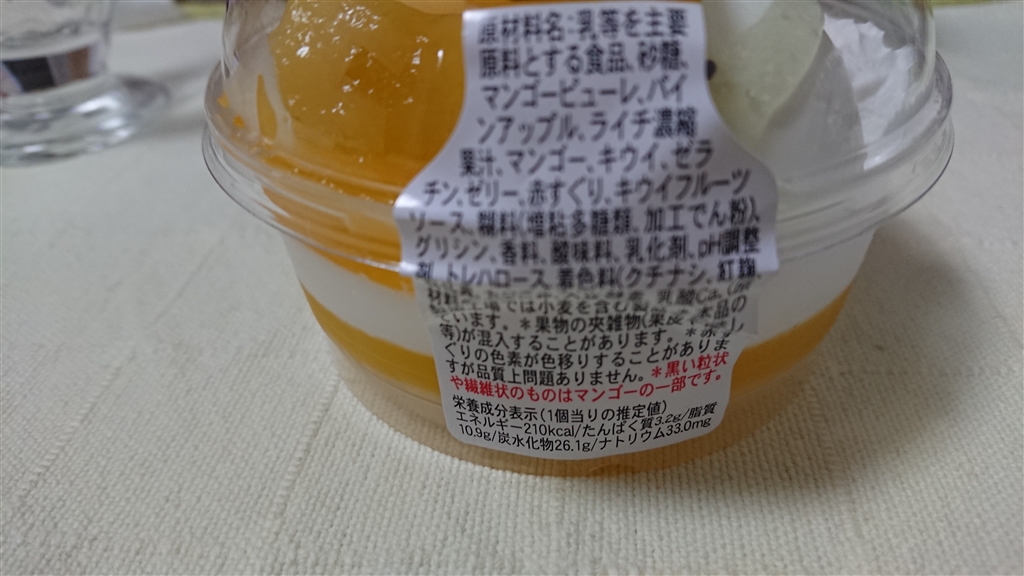 原材料名:乳等を主要
原料とする食品、砂糖、
マンゴーピューレ、パイ
ンアップル、ライチ濃縮
果汁、マンゴー、キウイ、ゼラ
チン、ゼリー、赤すぐり、キウイフルーツ
ソース、糊料(増粘多糖類、加工でん粉)、
グリシン、香料、酸味料、乳化剤、pH調整
剤、トレハロース、着色料(クチナシ、紅麹、
では小麦を含む
います。*果物の夾雑物(果皮
等)が混入することがあります。
くりの色素が色移りすることがありま
すが品質上問題ありません。*黒い粒状
や繊維状のものはマンゴーの一部です。
栄養成分表示(1個当りの推定値)
エネルギー210kcal/たんぱく質3.2g/脂質
10.9g/炭水化物26.1g/ナトリウム33.0mg